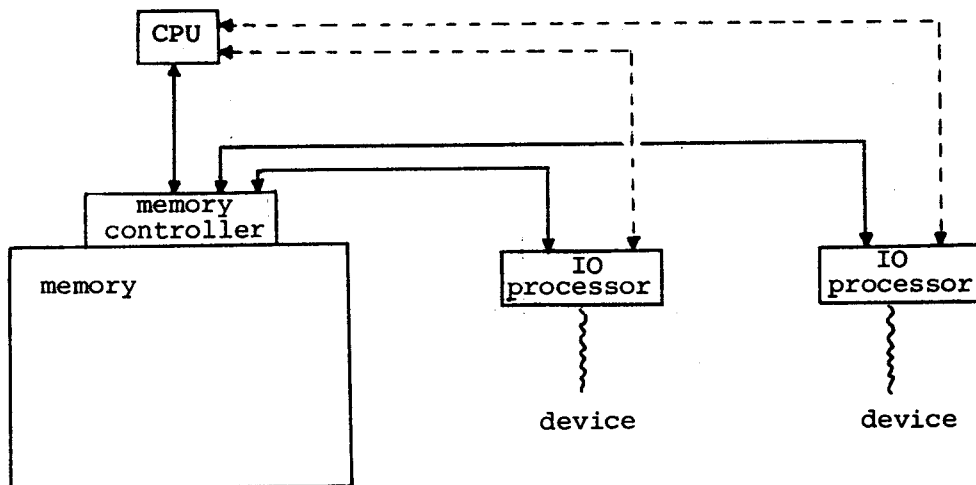 CPU
memory
controller
memory
IO
processor
IO
processor
device
device